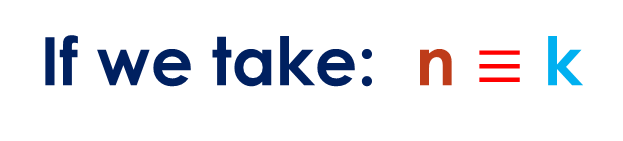 If we take: n ≡ k